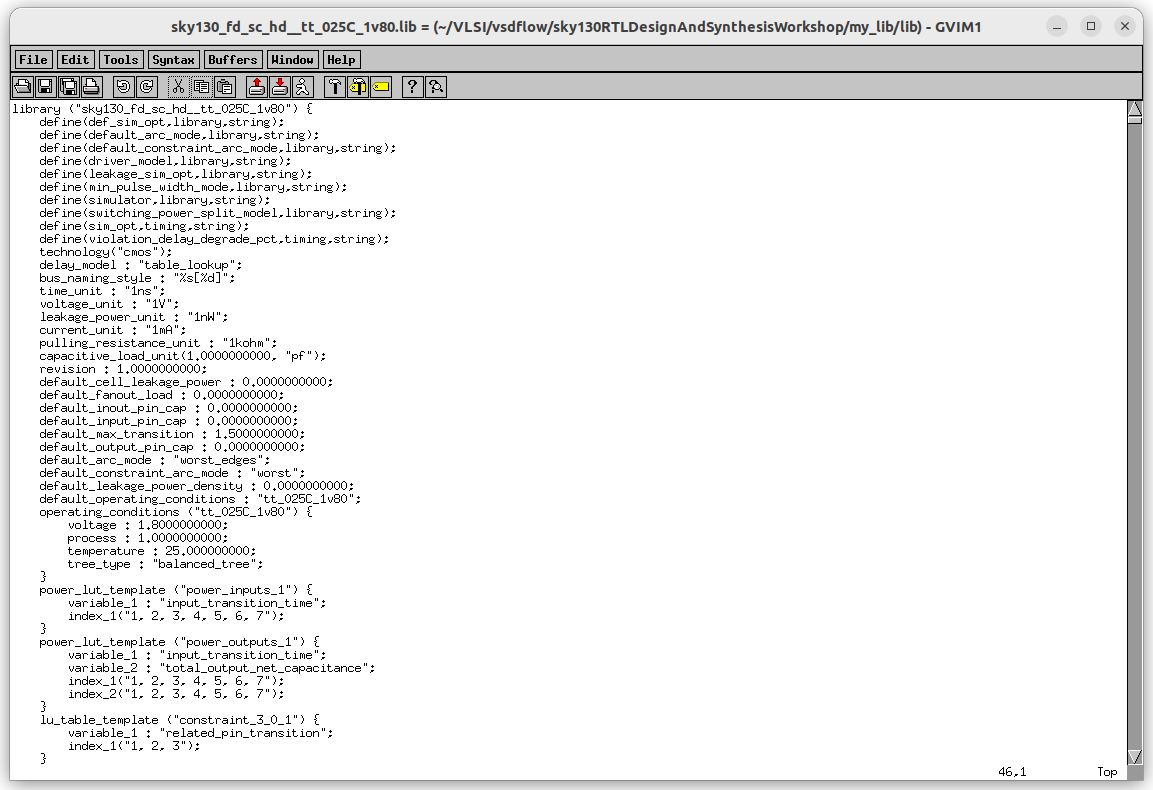 sky130_fd_sc_hd__tt_025C_1v80.lib = (~/VLSI/vsdflow/sky130RTLDesignAndSynthesisWorkshop/my_lib/lib) - GVIM1
File Edit Tools Syntax Buffers Window Help
library ("sky130_fd_sc_hd__tt_025C_1v80") {
    define(def_sim_opt,library,string);
    define(default_arc_mode,library,string);
    define(default_constraint_arc_mode,library,string);
    define(driver_model,library,string);
    define(leakage_sim_opt,library,string);
    define(min_pulse_width_mode,library,string);
    define(simulator,library,string);
    define(switching_power_split_model,library,string);
    define(sim_opt,timing,string);
    define(violation_delay_degrade_pct,timing,string);
    technology("cmos");
    delay_model : "table_lookup";
    bus_naming_style : "%s[%d]";
    time_unit : "1ns";
    voltage_unit : "1V";
    leakage_power_unit : "1nW";
    current_unit : "1mA";
    pulling_resistance_unit : "1kohm";
    capacitive_load_unit(1.0000000000, "pf");
    revision : 1.0000000000;
    default_cell_leakage_power : 0.0000000000;
    default_fanout_load : 0.0000000000;
    default_inout_pin_cap : 0.0000000000;
    default_input_pin_cap : 0.0000000000;
    default_max_transition : 1.5000000000;
    default_output_pin_cap : 0.0000000000;
    default_arc_mode : "worst_edges";
    default_constraint_arc_mode : "worst";
    default_leakage_power_density : 0.0000000000;
    default_operating_conditions : "tt_025C_1v80";
    operating_conditions ("tt_025C_1v80") {
        voltage : 1.8000000000;
        process : 1.0000000000;
        temperature : 25.000000000;
        tree_type : "balanced_tree";
    }
    power_lut_template ("power_inputs_1") {
        variable_1 : "input_transition_time";
        index_1("1, 2, 3, 4, 5, 6, 7");
    }
    power_lut_template ("power_outputs_1") {
        variable_1 : "input_transition_time";
        variable_2 : "total_output_net_capacitance";
        index_1("1, 2, 3, 4, 5, 6, 7");
        index_2("1, 2, 3, 4, 5, 6, 7");
    }
    lu_table_template ("constraint_3_0_1") {
        variable_1 : "related_pin_transition";
        index_1("1, 2, 3");
    }
46,1 Top